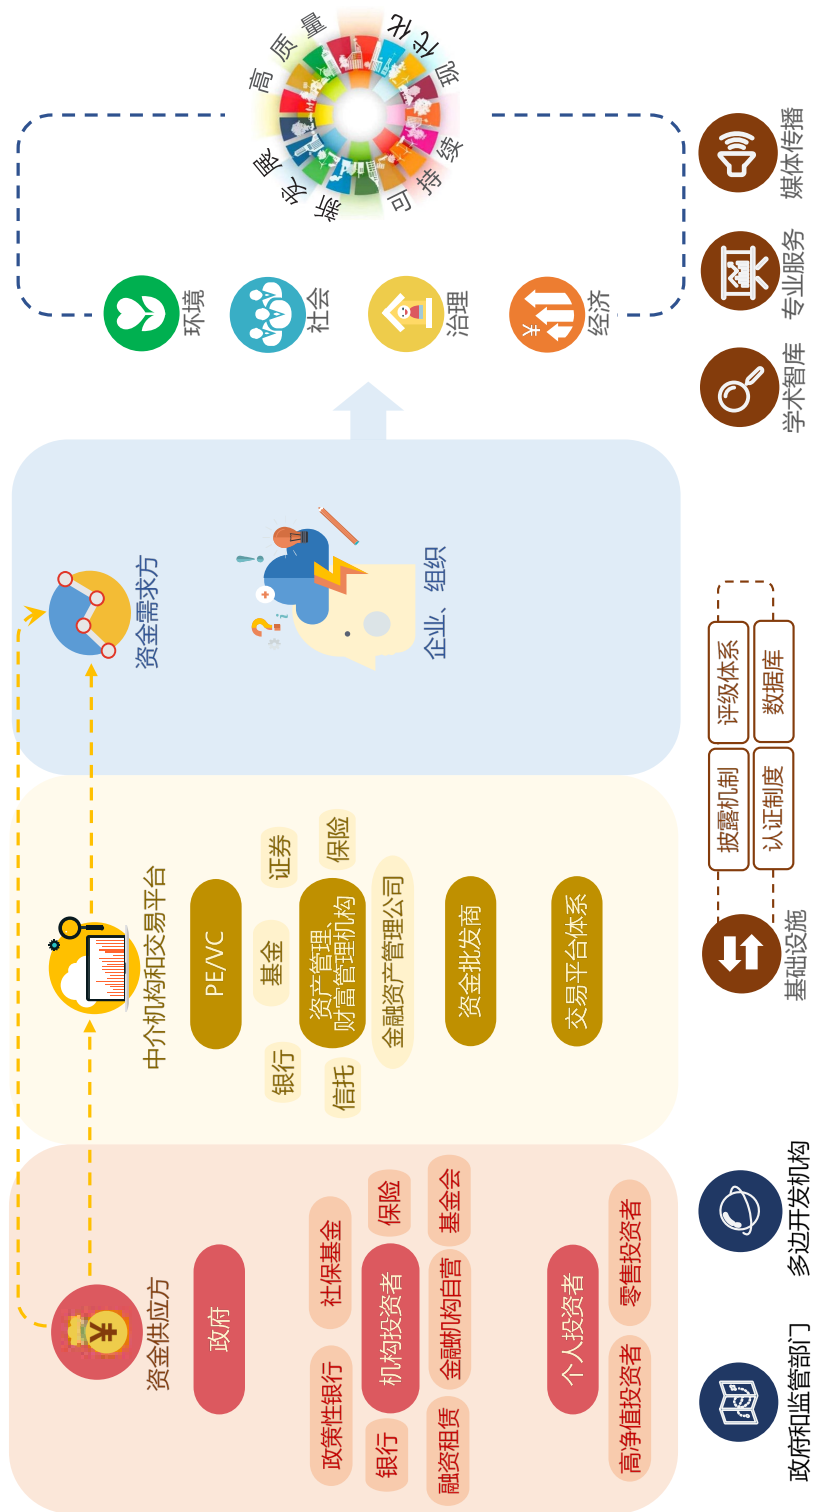 资金供应方
政府
社保基金
政策性银行
保险
机构投资者
银行
基金会
金融机构自营
融资租赁
个人投资者
零售投资者
高净值投资者
中介机构和交易平台
PE/VC
证券
基金
银行
保险
资产管理、
财富管理机构
信托
金融资产管理公司
资金批发商
交易平台体系
资金需求方
企业、组织
环境
社会
治理
经济
高质量
现代化
新发展
可持续
政府和监管部门
多边开发机构
基础设施
披露机制
评级体系
认证制度
数据库
学术智库
专业服务
媒体传播